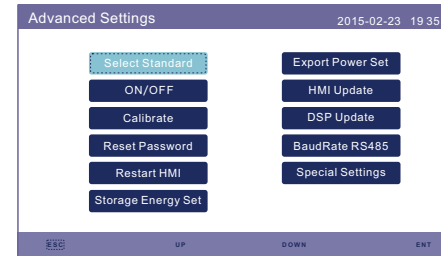 Advanced Settings 2015-02-23 19 35
Select Standard
ON/OFF
Calibrate
Reset Password
Restart HMI
Storage Energy Set
Export Power Set
HMI Update
DSP Update
BaudRate RS485
Special Settings
ESC UP DOWN ENT